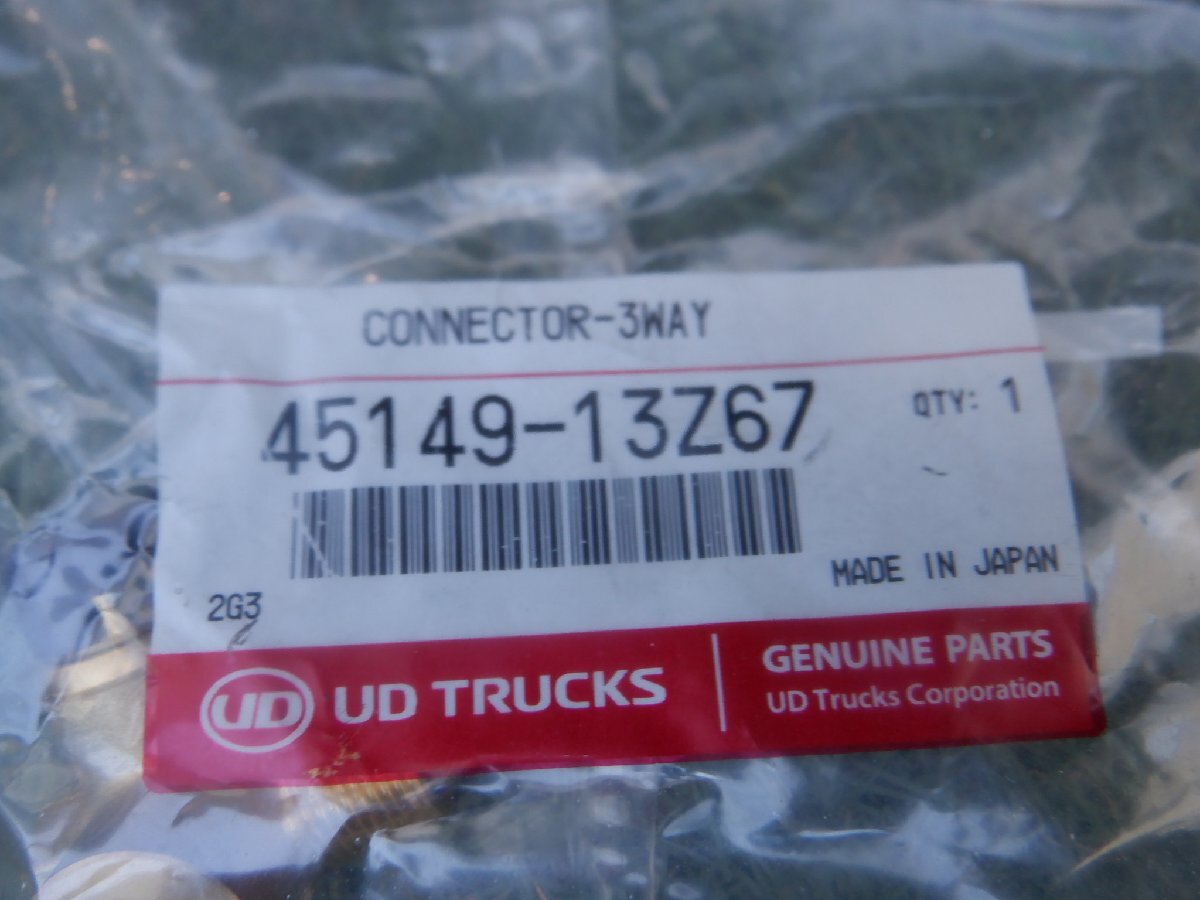 CONNECTOR-3WAY
45149-13Z67
QTY: 1
MADE IN JAPAN
2G3
UD UD TRUCKS
GENUINE PARTS
UD Trucks Corporation